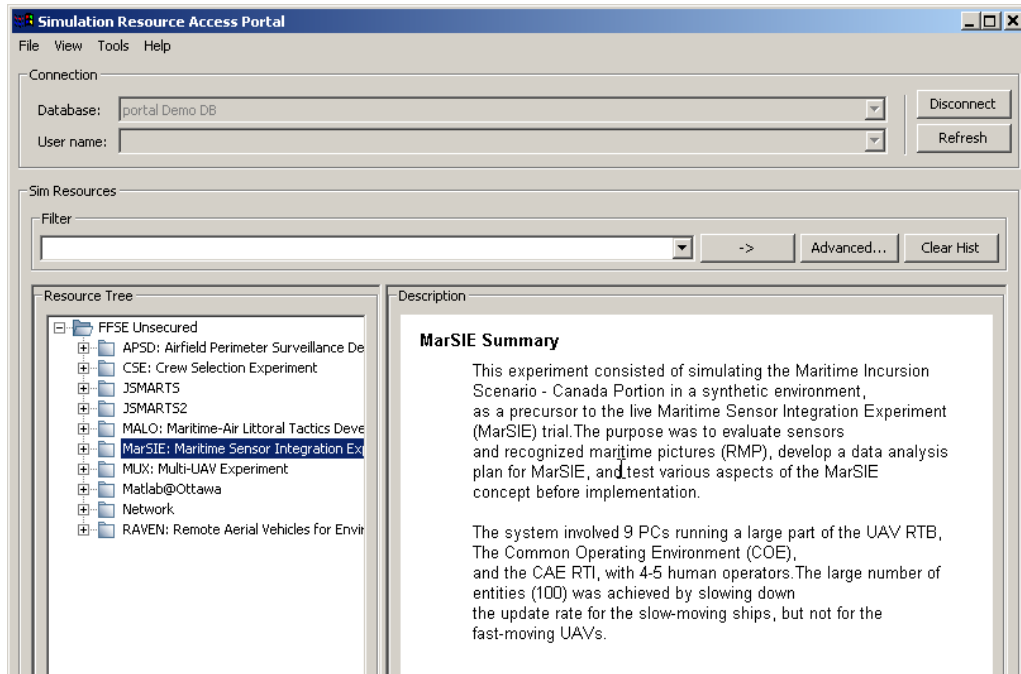 Simulation Resource Access Portal
File View Tools Help
Connection
Database: portal Demo DB
Disconnect
User name:
Refresh
Sim Resources
Filter
-> Advanced... Clear Hist
Resource Tree
FFSE Unsecured
APSD: Airfield Perimeter Surveillance De
CSE: Crew Selection Experiment
JSMARTS
JSMARTS2
MALO: Maritime-Air Littoral Tactics Deve
MarSIE: Maritime Sensor Integration Ex
MUX: Multi-UAV Experiment
Matlab@Ottawa
Network
RAVEN: Remote Aerial Vehicles for Envir
Description
MarSIE Summary
This experiment consisted of simulating the Maritime Incursion
Scenario - Canada Portion in a synthetic environment,
as a precursor to the live Maritime Sensor Integration Experiment
(MarSIE) trial.The purpose was to evaluate sensors
and recognized maritime pictures (RMP), develop a data analysis
plan for MarSIE, and test various aspects of the MarSIE
concept before implementation.
The system involved 9 PCs running a large part of the UAV RTB,
The Common Operating Environment (COE),
and the CAE RTI, with 4-5 human operators.The large number of
entities (100) was achieved by slowing down
the update rate for the slow-moving ships, but not for the
fast-moving UAVs.